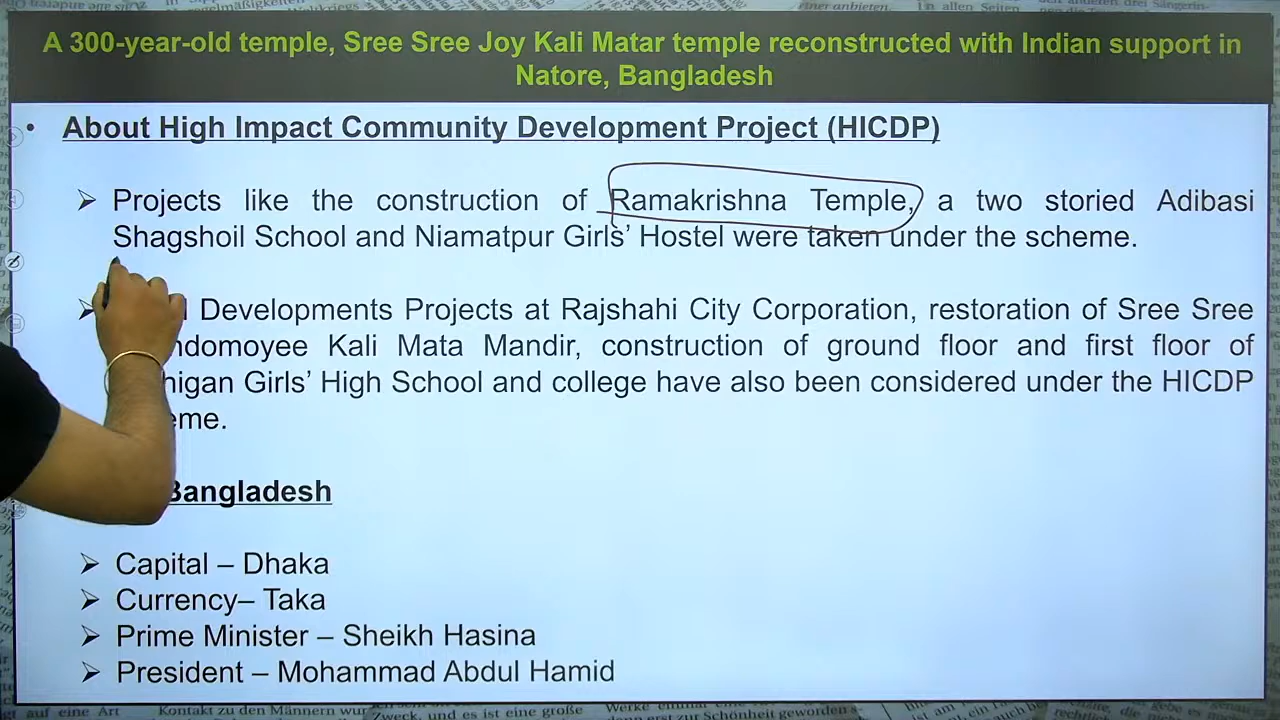 A 300-year-old temple, Sree Sree Joy Kali Matar temple reconstructed with Indian support in
Natore, Bangladesh
• About High Impact Community Development Project (HICDP)
➢ Projects like the construction of Ramakrishna Temple, a two storied Adibasi
Shagshoil School and Niamatpur Girls’ Hostel were taken under the scheme.
➢ Developments Projects at Rajshahi City Corporation, restoration of Sree Sree
Kali Mata Mandir, construction of ground floor and first floor of
Girls’ High School and college have also been considered under the HICDP
Bangladesh
➢ Capital – Dhaka
➢ Currency– Taka
➢ Prime Minister – Sheikh Hasina
➢ President – Mohammad Abdul Hamid